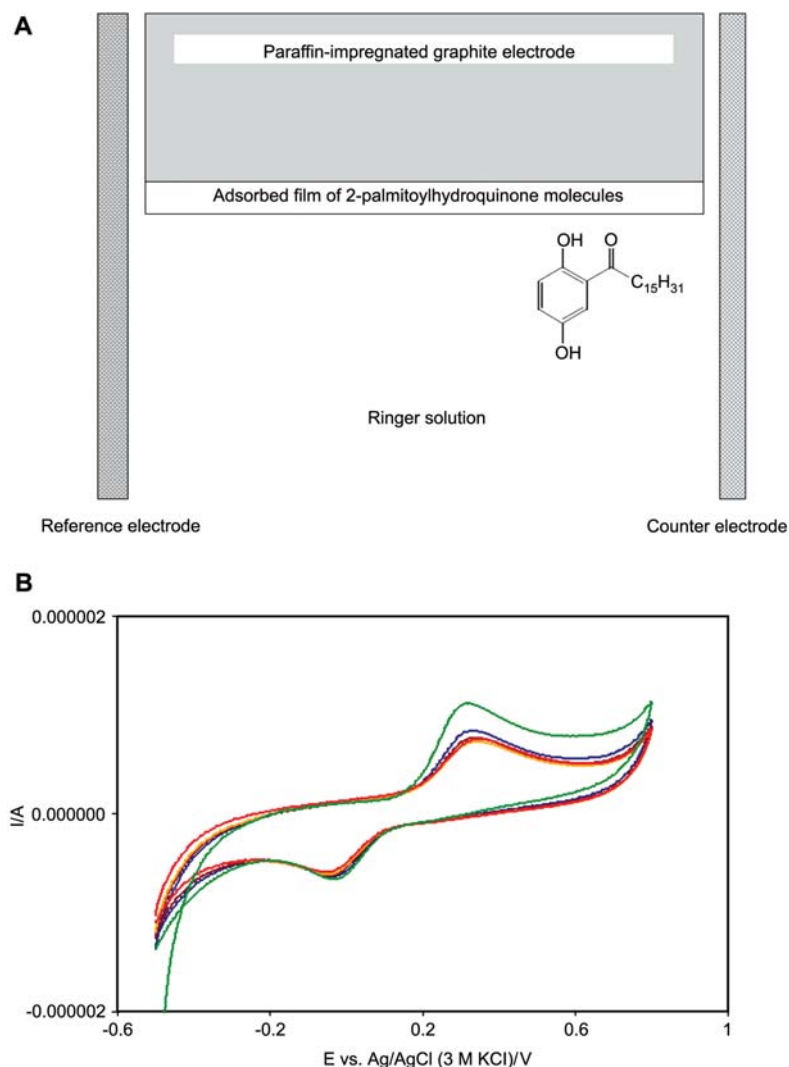 A
Paraffin-impregnated graphite electrode
Adsorbed film of 2-palmitoylhydroquinone molecules
OH O
C15H31
OH
Ringer solution
Reference electrode
Counter electrode
B
0.000002
0.000000
-0.000002
I/A
-0.6 -0.2 0.2 0.6 1
E vs. Ag/AgCl (3 M KCl)/V